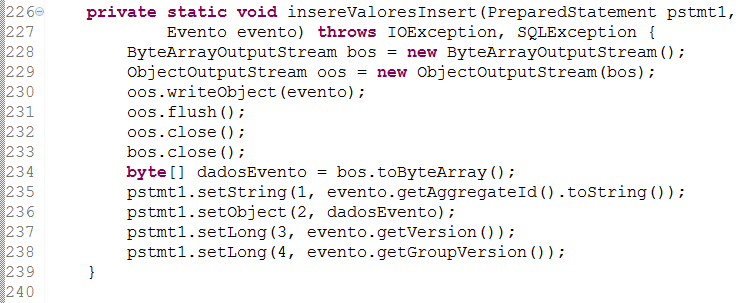 226 private static void insereValoresInsert(PreparedStatement pstmt1,
227 Evento evento) throws IOException, SQLException {
228 ByteArrayOutputStream bos = new ByteArrayOutputStream();
229 ObjectOutputStream oos = new ObjectOutputStream(bos);
230 oos.writeObject(evento);
231 oos.flush();
232 oos.close();
233 bos.close();
234 byte[] dadosEvento = bos.toByteArray();
235 pstmt1.setString(1, evento.getAggregateId().toString());
236 pstmt1.setObject(2, dadosEvento);
237 pstmt1.setLong(3, evento.getVersion());
238 pstmt1.setLong(4, evento.getGroupVersion());
239 }
240